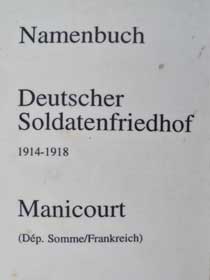 Namenbuch
Deutscher
Soldatenfriedhof
1914-1918
Manicourt
(Dép. Somme/Frankreich)